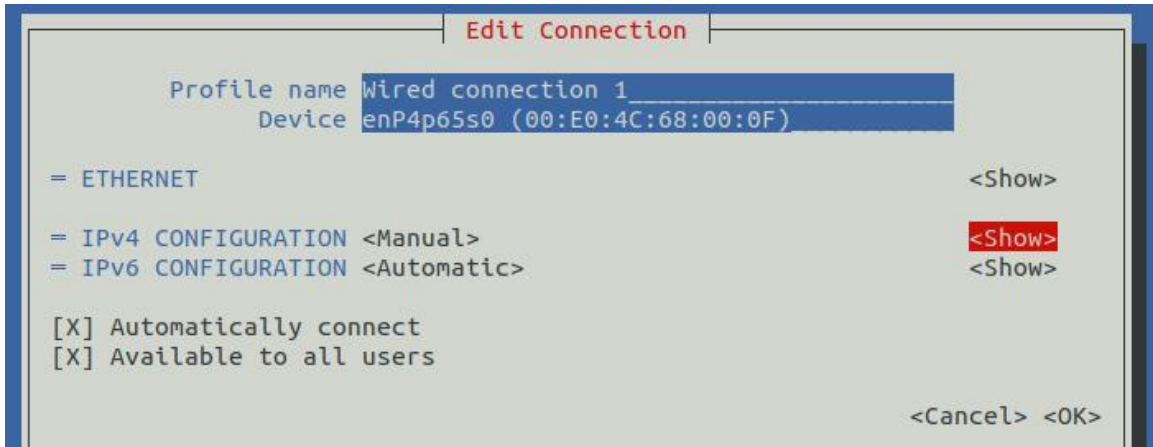 Edit Connection
Profile name Wired connection 1
Device enP4p65s0 (00:E0:4C:68:00:0F)
= ETHERNET <Show>
= IPv4 CONFIGURATION <Manual> <Show>
= IPv6 CONFIGURATION <Automatic> <Show>
[X] Automatically connect
[X] Available to all users
<Cancel> <OK>